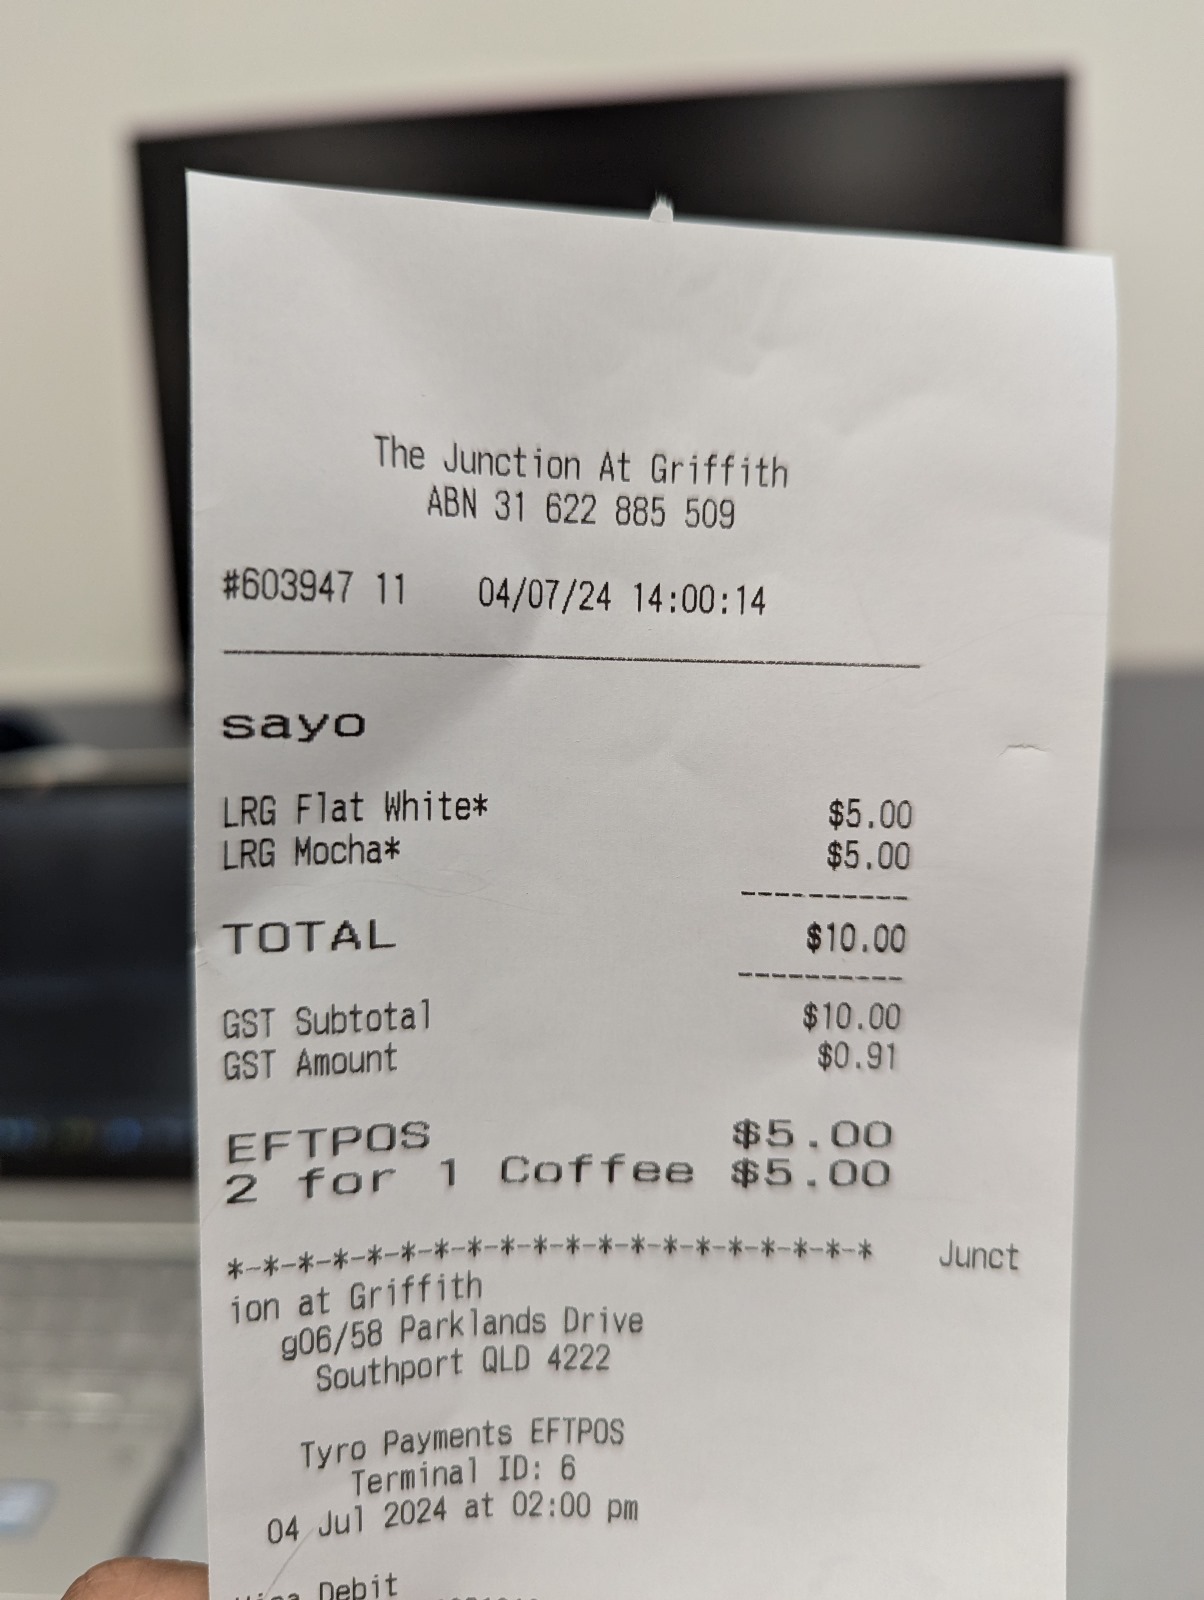 The Junction At Griffith
ABN 31 622 885 509
#603947 11 04/07/24 14:00:14
sayo
LRG Flat White* $5.00
LRG Mocha* $5.00
----------
TOTAL $10.00
----------
GST Subtotal $10.00
GST Amount $0.91
EFTPOS $5.00
2 for 1 Coffee $5.00
*-*-*-*-*-*-*-*-*-*-*-*-*-*-*-*-*-*-*-* Junct
ion at Griffith
g06/58 Parklands Drive
Southport QLD 4222
Tyro Payments EFTPOS
Terminal ID: 6
04 Jul 2024 at 02:00 pm
Debit